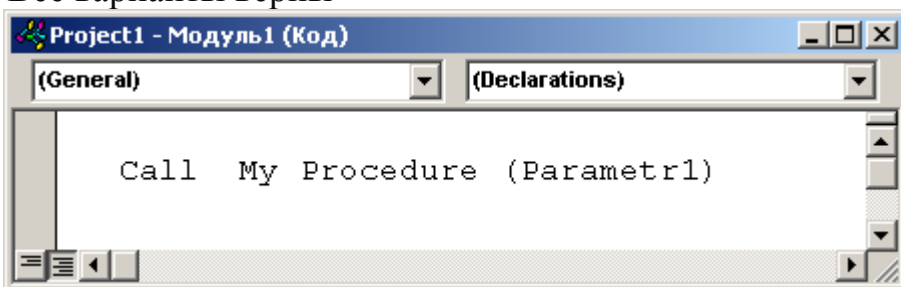 Все варианты верны
Project1 - Модуль1 (Код)
(General) (Declarations)
Call My Procedure (Parametr1)